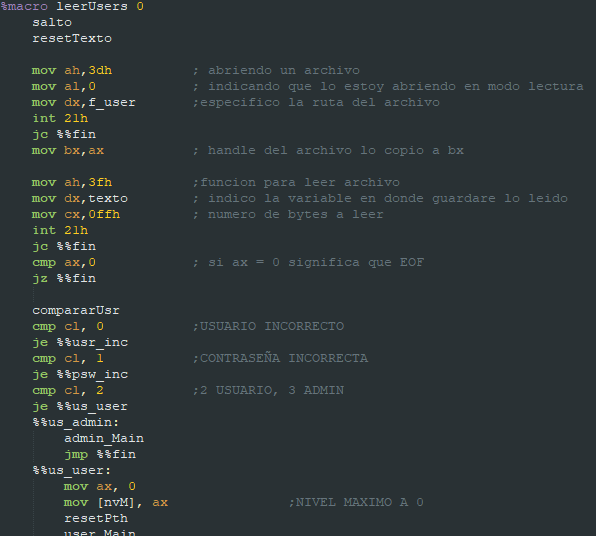 %macro leerUsers 0
salto
resetTexto
mov ah,3dh ; abriendo un archivo
mov al,0 ; indicando que lo estoy abriendo en modo lectura
mov dx,f_user ;especifico la ruta del archivo
int 21h
jc %%fin
mov bx,ax ; handle del archivo lo copio a bx
mov ah,3fh ;funcion para leer archivo
mov dx,texto ; indico la variable en donde guardare lo leido
mov cx,0ffh ; numero de bytes a leer
int 21h
jc %%fin
cmp ax,0 ; si ax = 0 significa que EOF
jz %%fin
compararUsr
cmp cl, 0 ;USUARIO INCORRECTO
je %%usr_inc
cmp cl, 1 ;CONTRASEÑA INCORRECTA
je %%psw_inc
cmp cl, 2 ;2 USUARIO, 3 ADMIN
je %%us_user
%%us_admin:
admin_Main
jmp %%fin
%%us_user:
mov ax, 0
mov [nvM], ax ;NIVEL MAXIMO A 0
resetPth
user_Main